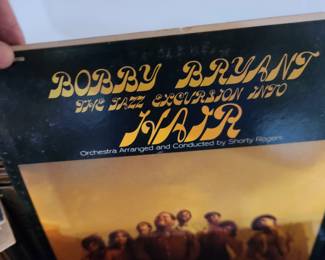 BOBBY BRYANT
THE JAZZ EXCURSION INTO
HAIR
Orchestra Arranged and Conducted by Shorty Rogers